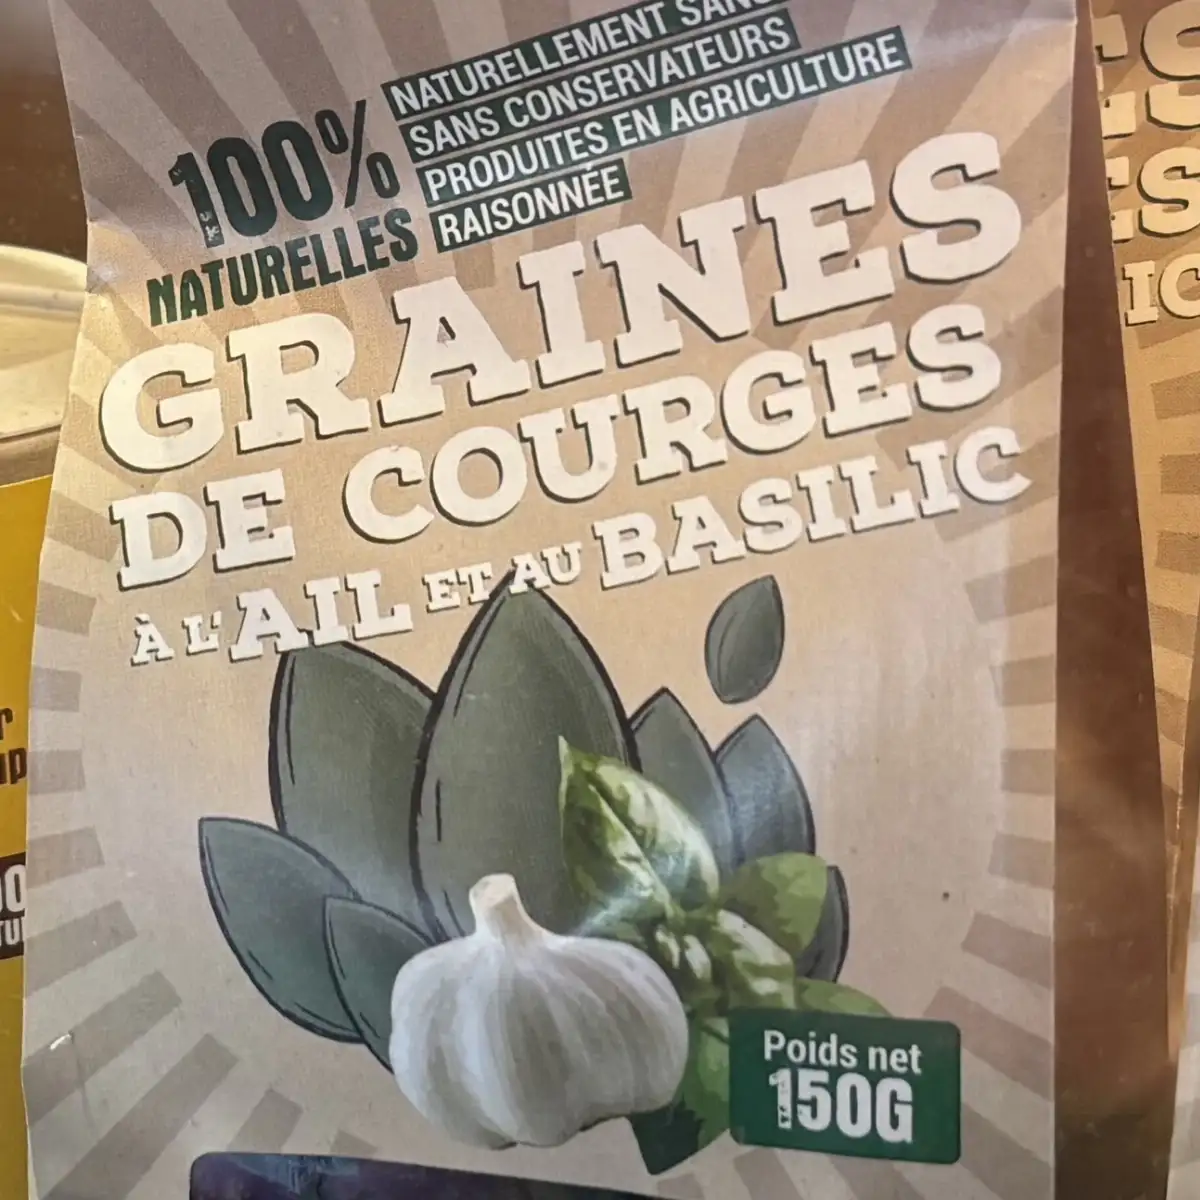 NATURELLEMENT
SANS CONSERVATEURS
PRODUITES EN AGRICULTURE
RAISONNÉE
100%
NATURELLES
GRAINES
DE COURGES
À L'AIL ET AU BASILIC
Poids net
150G